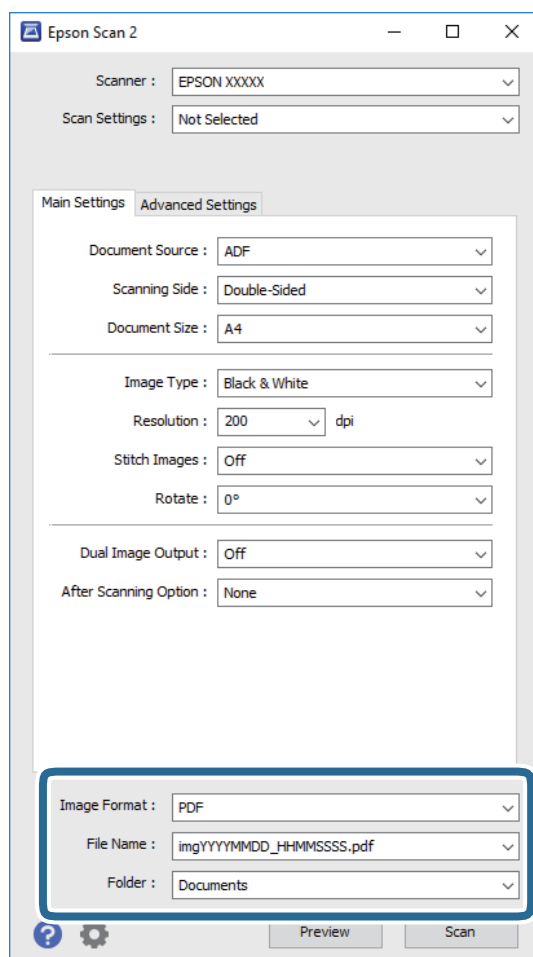 Epson Scan 2
Scanner : EPSON XXXXX
Scan Settings : Not Selected
Main Settings Advanced Settings
Document Source : ADF
Scanning Side : Double-Sided
Document Size : A4
Image Type : Black & White
Resolution : 200 dpi
Stitch Images : Off
Rotate : 0°
Dual Image Output : Off
After Scanning Option : None
Image Format : PDF
File Name : imgYYYYMMDD_HHMMSSSS.pdf
Folder : Documents
? Preview Scan